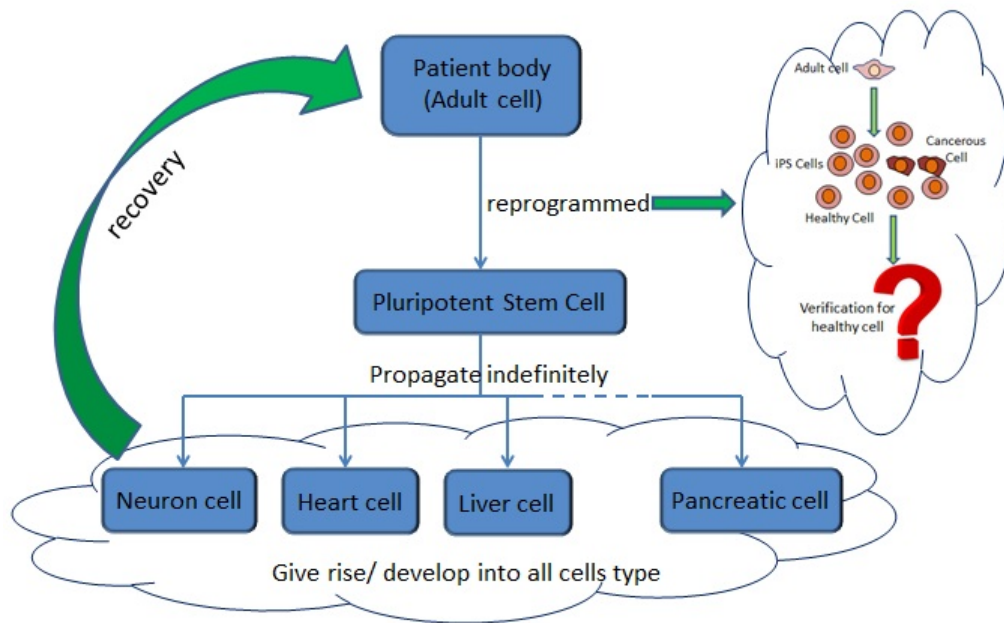 Patient body
(Adult cell)
recovery
reprogrammed
Adult cell
iPS Cells
Cancerous
Cell
Healthy Cell
Verification for
healthy cell
?
Pluripotent Stem Cell
Propagate indefinitely
Neuron cell
Heart cell
Liver cell
Pancreatic cell
Give rise/ develop into all cells type